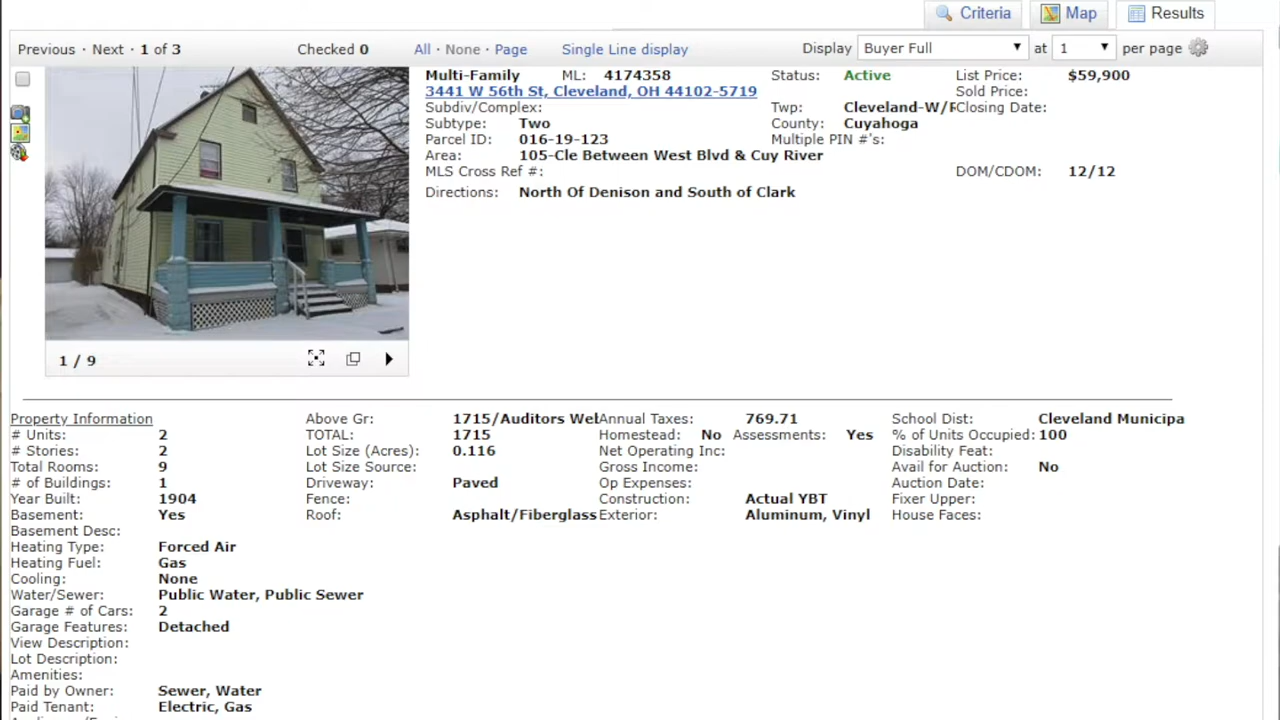 Criteria Map Results
Previous · Next · 1 of 3 Checked 0 All · None · Page Single Line display Display Buyer Full at 1 per page
Multi-Family ML: 4174358 Status: Active List Price: $59,900
3441 W 56th St, Cleveland, OH 44102-5719 Sold Price:
Subdiv/Complex: Twp: Cleveland-W/F Closing Date:
Subtype: Two County: Cuyahoga
Parcel ID: 016-19-123 Multiple PIN #'s:
Area: 105-Cle Between West Blvd & Cuy River
MLS Cross Ref #: DOM/CDOM: 12/12
Directions: North Of Denison and South of Clark
1 / 9
Property Information Above Gr: 1715/Auditors Wel Annual Taxes: 769.71 School Dist: Cleveland Municipa
# Units: 2 TOTAL: 1715 Homestead: No Assessments: Yes % of Units Occupied: 100
# Stories: 2 Lot Size (Acres): 0.116 Net Operating Inc: Disability Feat:
Total Rooms: 9 Lot Size Source: Gross Income: Avail for Auction: No
# of Buildings: 1 Driveway: Paved Op Expenses: Auction Date:
Year Built: 1904 Fence: Construction: Actual YBT Fixer Upper:
Basement: Yes Roof: Asphalt/Fiberglass Exterior: Aluminum, Vinyl House Faces:
Basement Desc:
Heating Type: Forced Air
Heating Fuel: Gas
Cooling: None
Water/Sewer: Public Water, Public Sewer
Garage # of Cars: 2
Garage Features: Detached
View Description:
Lot Description:
Amenities:
Paid by Owner: Sewer, Water
Paid Tenant: Electric, Gas